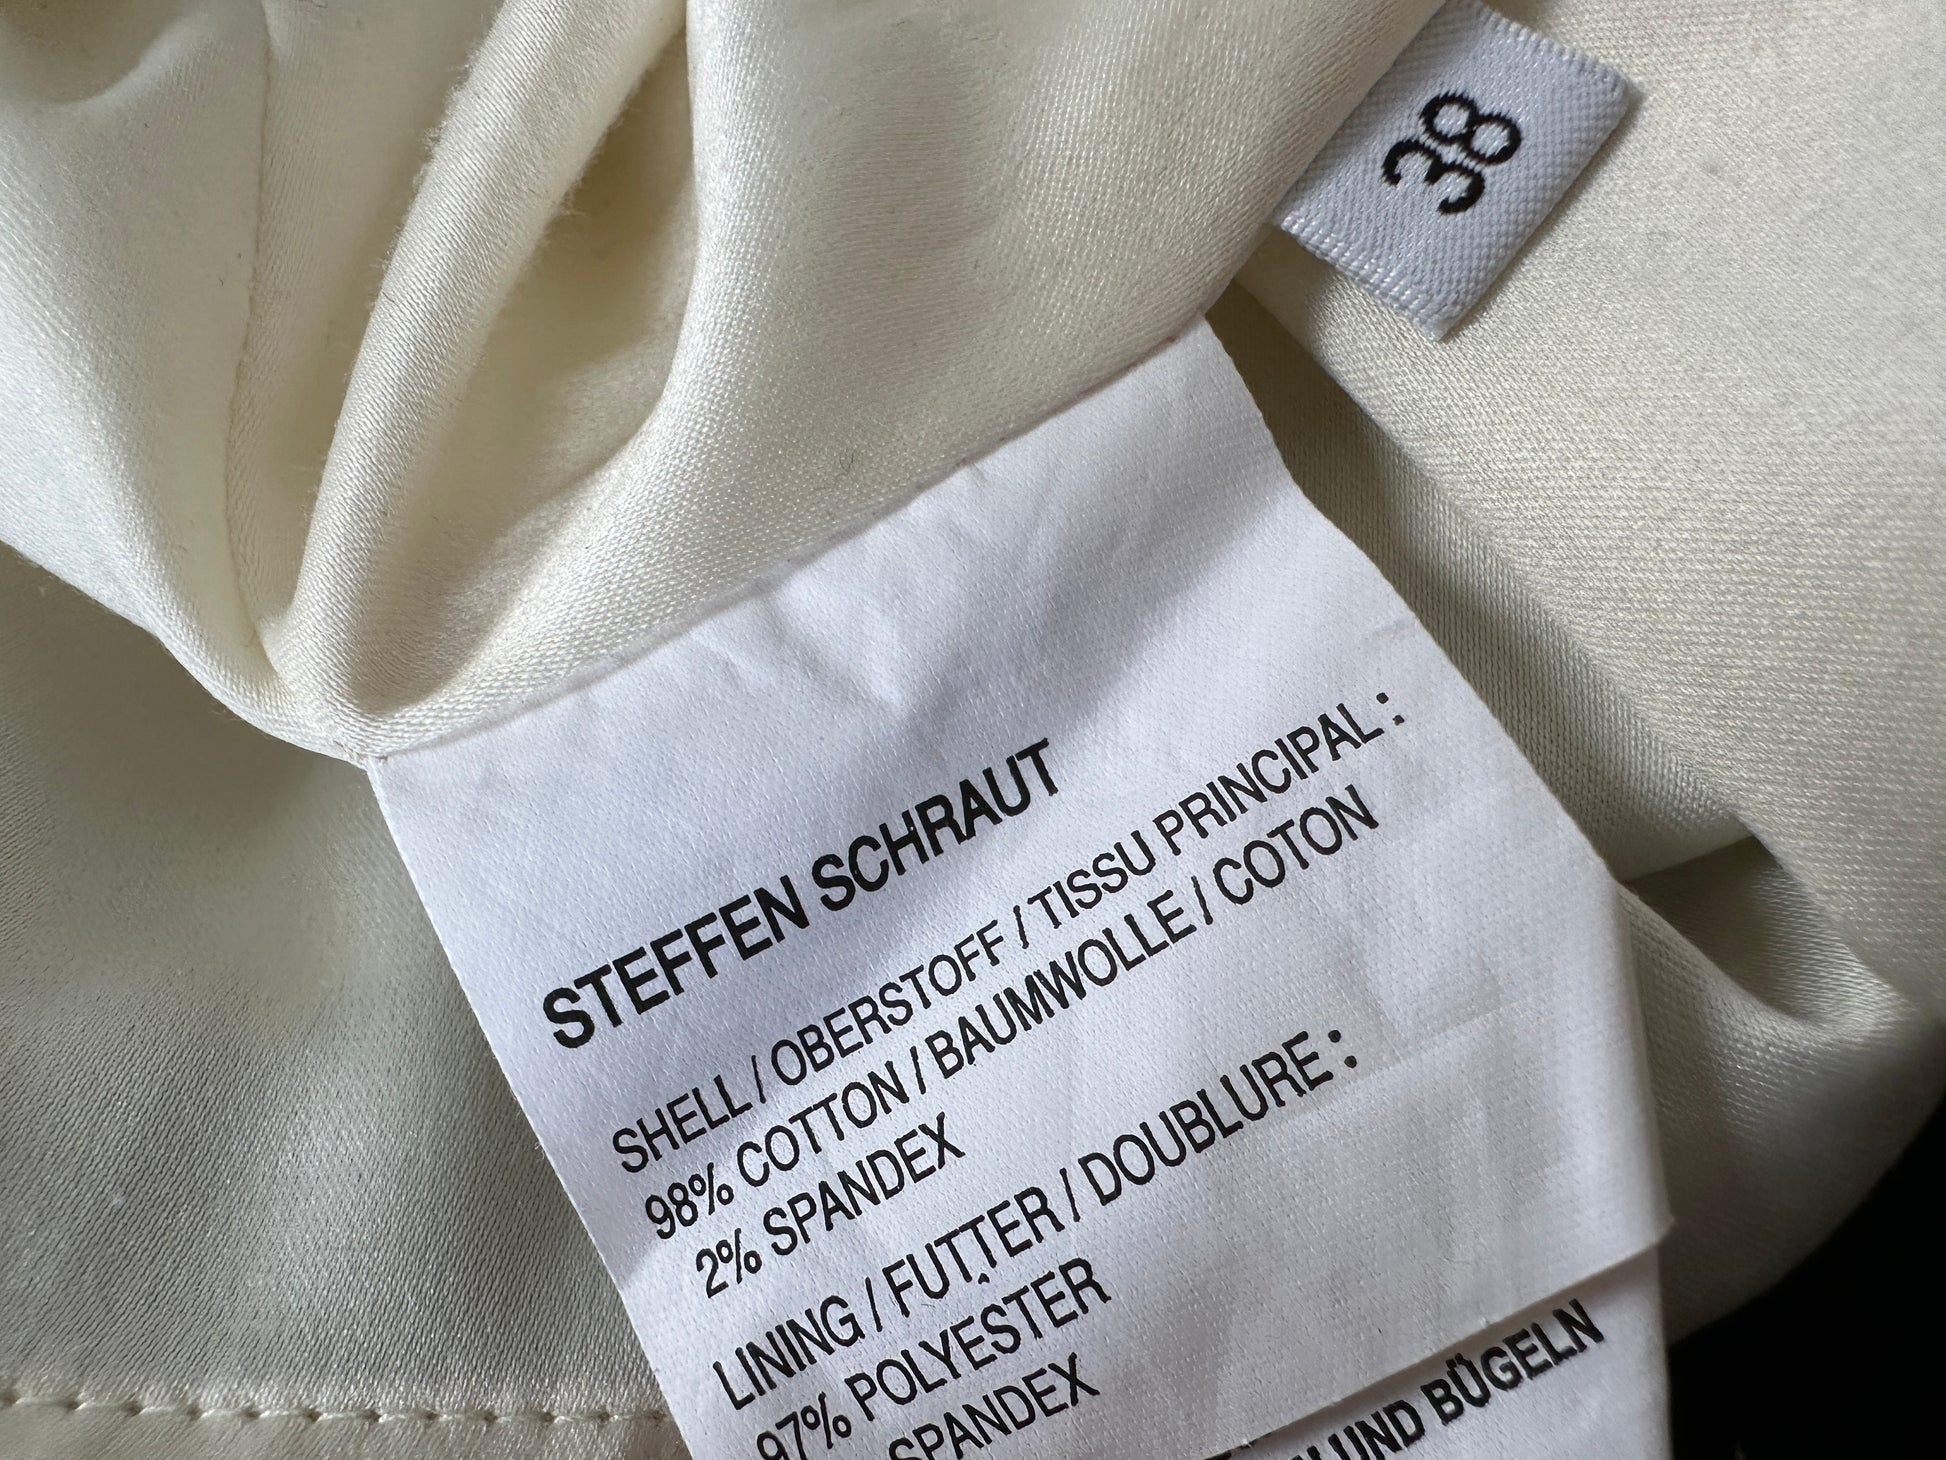 38
STEFFEN SCHRAUT
SHELL / OBERSTOFF / TISSU PRINCIPAL :
98% COTTON / BAUMWOLLE / COTON
2% SPANDEX
LINING / FUTTER / DOUBLURE :
97% POLYESTER
SPANDEX
UND BÜGELN